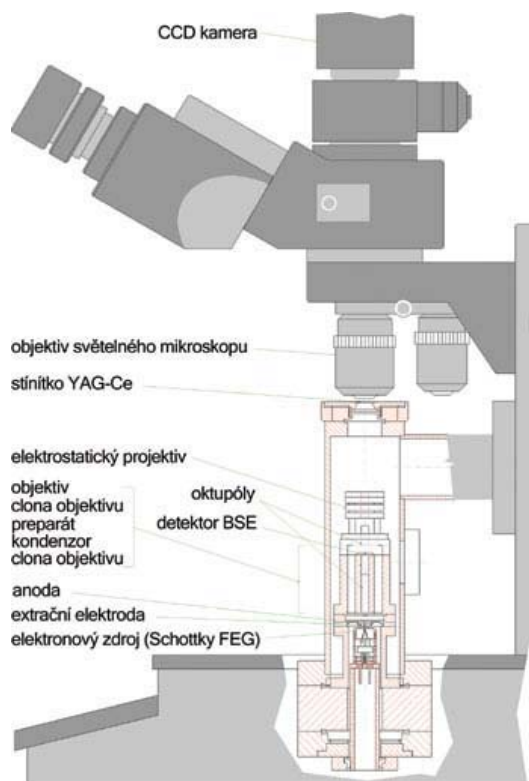 CCD kamera
objektiv světelného mikroskopu
stínítko YAG-Ce
elektrostatický projektiv
objektiv
clona objektivu
preparát
kondenzor
clona objektivu
oktupóly
detektor BSE
anoda
extrační elektroda
elektronový zdroj (Schottky FEG)